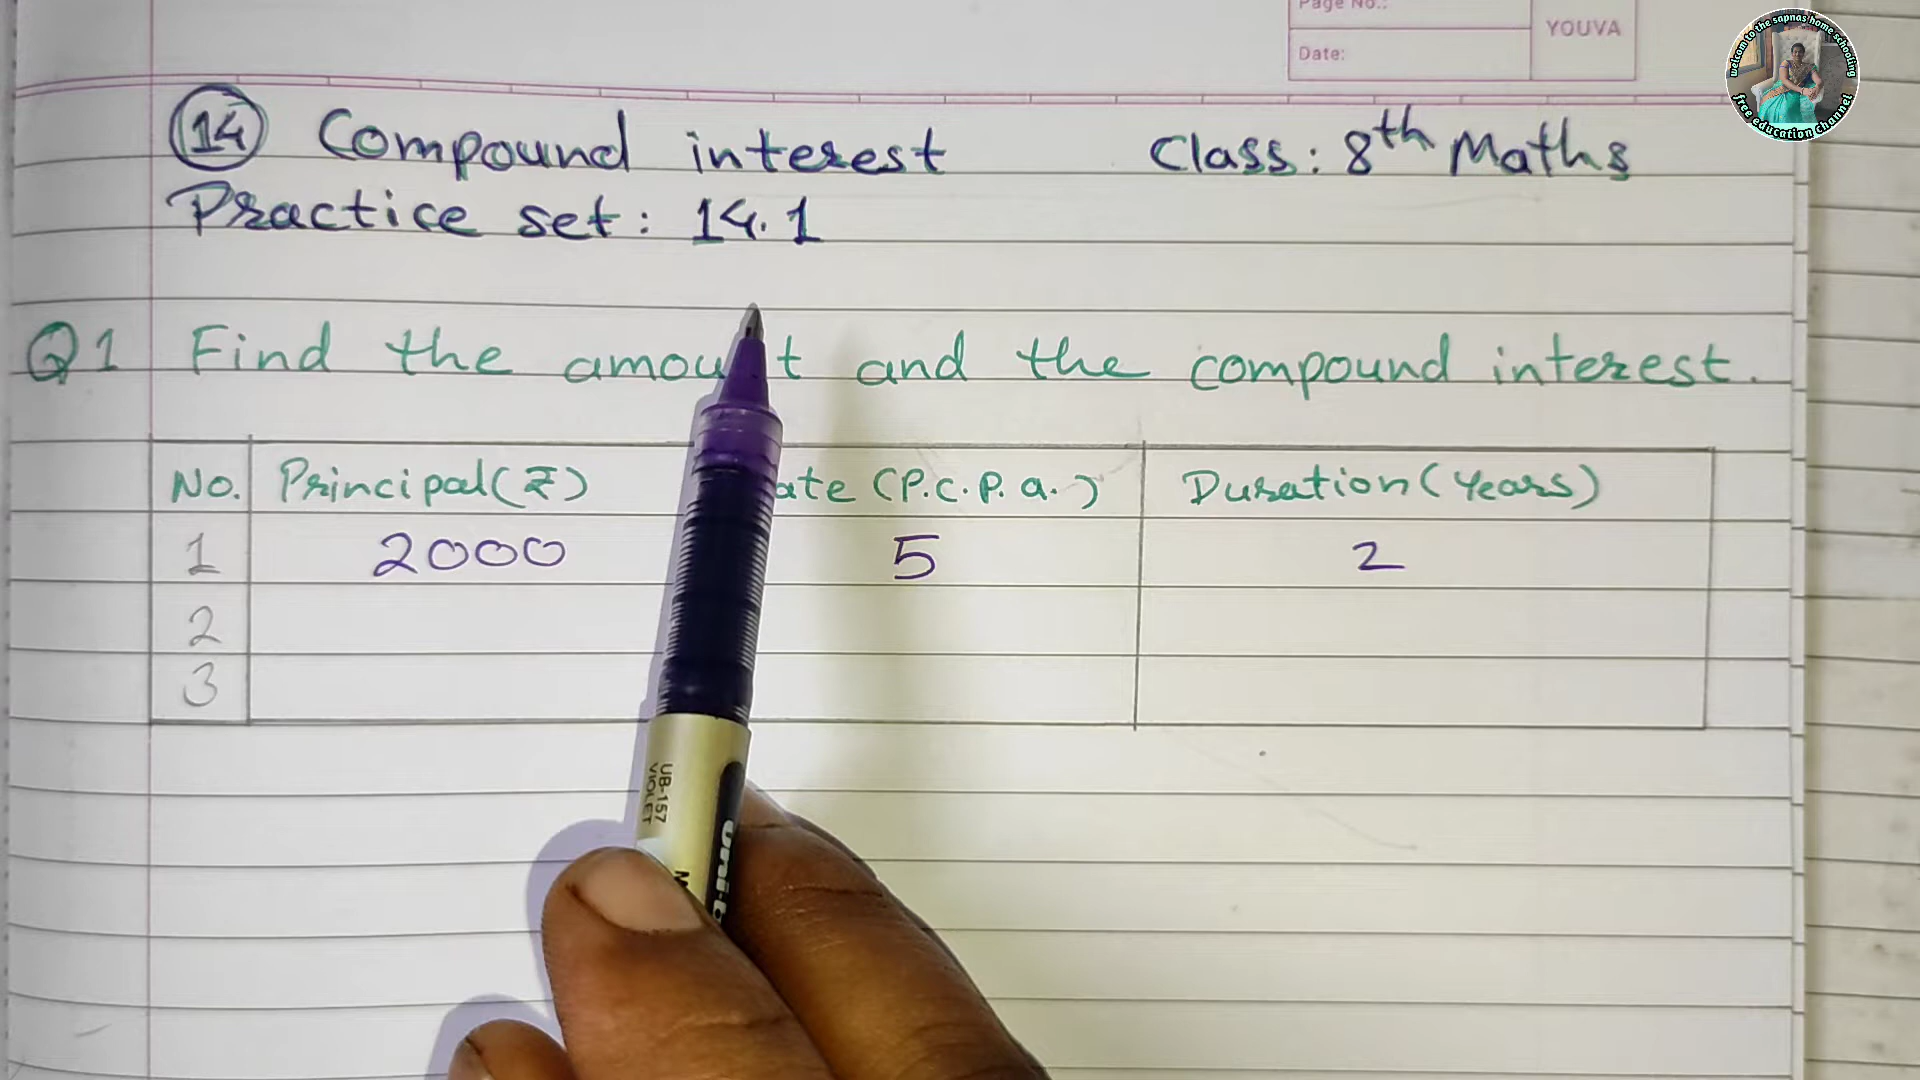 Page No.:
Date:
YOUVA
welcom to the sapnas home schooling
free education channel
14 Compound interest Class: 8th Maths
Practice set: 14.1
Q1 Find the amount and the compound interest.
No. Principal(₹) ate (P.C.P.a.) Duration(Years)
1 2000 5 2
2
3
UB-157
VIOLET
uni-b